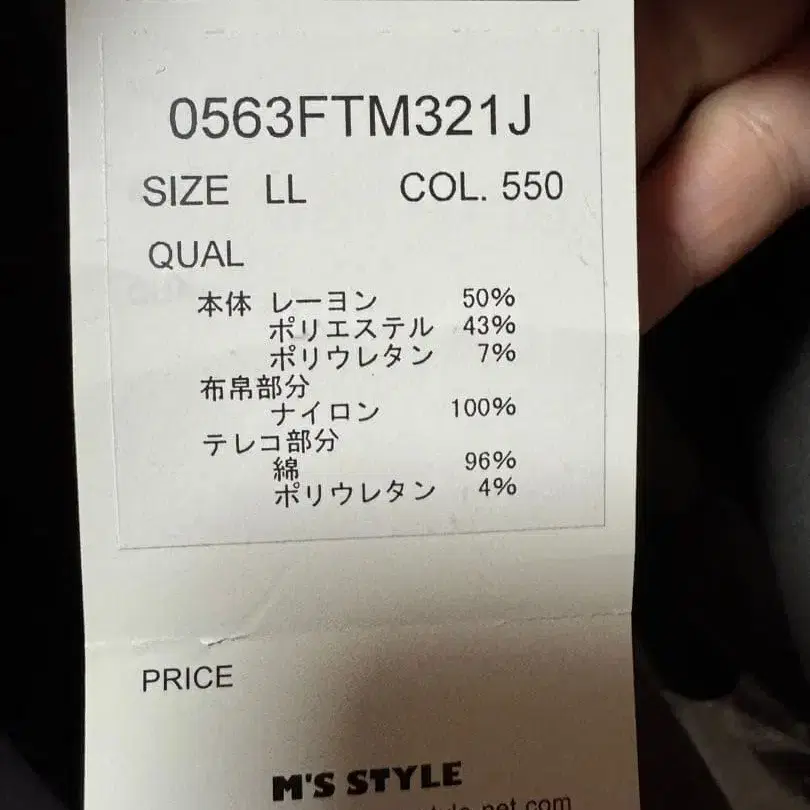 0563FTM321J
SIZE LL COL. 550
QUAL
本体 レーヨン 50%
ポリエステル 43%
ポリウレタン 7%
布帛部分
ナイロン 100%
テレコ部分
綿 96%
ポリウレタン 4%
PRICE
M'S STYLE
net.com